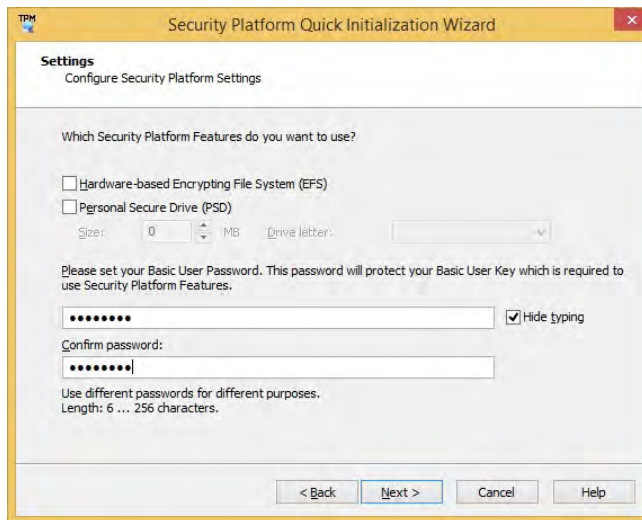 TPM
Security Platform Quick Initialization Wizard
Settings
Configure Security Platform Settings
Which Security Platform Features do you want to use?
Hardware-based Encrypting File System (EFS)
Personal Secure Drive (PSD)
Size: 0 MB Drive letter:
Please set your Basic User Password. This password will protect your Basic User Key which is required to
use Security Platform Features.
●●●●●●●● Hide typing
Confirm password:
●●●●●●●●
Use different passwords for different purposes.
Length: 6 ... 256 characters.
< Back Next > Cancel Help